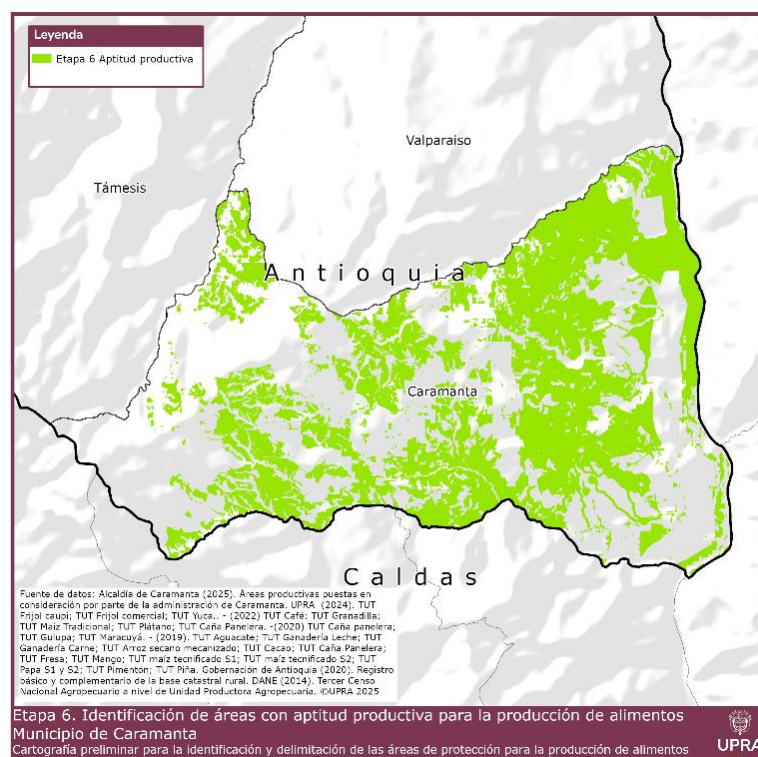 Leyenda
Etapa 6 Aptitud productiva
Valparaiso
Támesis
Antioquia
Caramanta
Caldas
Fuente de datos: Alcaldía de Caramanta (2025). Áreas productivas puestas en
consideración por parte de la administración de Caramanta. UPRA (2024). TUT
Frijol caupi; TUT Frijol comercial; TUT Yuca.. - (2022) TUT Café; TUT Granadilla;
TUT Maíz Tradicional; TUT Plátano; TUT Caña Panelera. -(2020) TUT Caña panelera;
TUT Gulupa; TUT Maracuyá. - (2019). TUT Aguacate; TUT Ganadería Leche; TUT
Ganadería Carne; TUT Arroz secano mecanizado; TUT Cacao; TUT Caña Panelera;
TUT Fresa; TUT Mango; TUT maíz tecnificado S1; TUT maíz tecnificado S2; TUT
Papa S1 y S2; TUT Pimentón; TUT Piña. Gobernación de Antioquia (2020). Registro
básico y complementario de la base catastral rural. DANE (2014). Tercer Censo
Nacional Agropecuario a nivel de Unidad Productora Agropecuaria. ©UPRA 2025
Etapa 6. Identificación de áreas con aptitud productiva para la producción de alimentos
Municipio de Caramanta
Cartografía preliminar para la identificación y delimitación de las áreas de protección para la producción de alimentos
UPRA